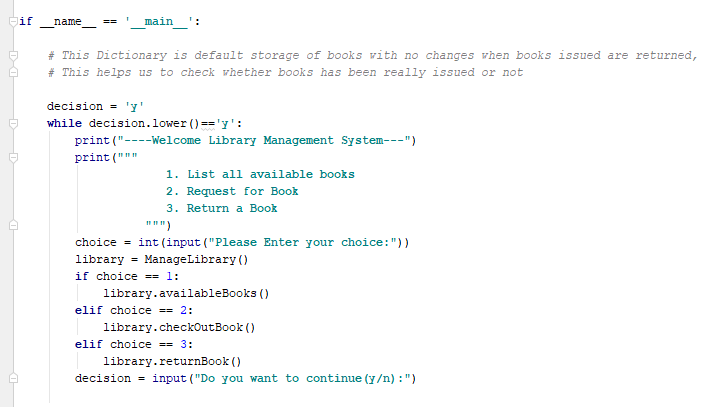 if __name__ == '__main__':
# This Dictionary is default storage of books with no changes when books issued are returned,
# This helps us to check whether books has been really issued or not
decision = 'y'
while decision.lower()=='y':
print("----Welcome Library Management System---")
print("""
1. List all available books
2. Request for Book
3. Return a Book
""")
choice = int(input("Please Enter your choice:"))
library = ManageLibrary()
if choice == 1:
library.availableBooks()
elif choice == 2:
library.checkOutBook()
elif choice == 3:
library.returnBook()
decision = input("Do you want to continue(y/n):")